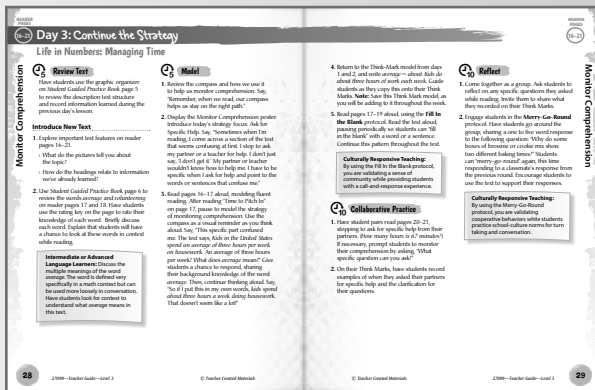 READER PAGES
16–21
Day 3: Continue the Strategy
Life in Numbers: Managing Time
Monitor Comprehension
5
Review Text
Have students use the graphic organizer
on Student Guided Practice Book page 5
to review the description text structure
and record information learned during the
previous day's lesson.
Introduce New Text
1. Explore important text features on reader
pages 16–21.
› What do the pictures tell you about
the topic?
› How do the headings relate to information
we've already learned?
2. Use Student Guided Practice Book page 6 to
review the words average and volunteering
on reader pages 17 and 18. Have students
use the rating key on the page to rate their
knowledge of each word. Briefly discuss
each word. Explain that students will have
a chance to look at these words in context
while reading.
Intermediate or Advanced
Language Learners: Discuss the
multiple meanings of the word
average. The word is defined very
specifically in a math context but can
be used more loosely in conversation.
Have students look for context to
understand what average means in
this text.
5
Model
1. Review the compass and how we use it
to help us monitor comprehension. Say,
"Remember, when we read, our compass
helps us stay on the right path."
2. Display the Monitor Comprehension poster.
Introduce today's strategy focus: Ask for
Specific Help. Say, "Sometimes when I'm
reading, I come across a section of the text
that seems confusing at first. I stop to ask
my partner or a teacher for help. I don't just
say, 'I don't get it.' My partner or teacher
wouldn't know how to help me. I have to be
specific when I ask for help and point to the
words or sentences that confuse me."
3. Read pages 16–17 aloud, modeling fluent
reading. After reading "Time to Pitch In"
on page 17, pause to model the strategy
of monitoring comprehension. Use the
compass as a visual reminder as you think
aloud. Say, "This specific part confused
me. The text says, Kids in the United States
spend an average of three hours per week
on housework. An average of three hours
per week? What does average mean?" Give
students a chance to respond, sharing
their background knowledge of the word
average. Then, continue thinking aloud. Say,
"So if I put this in my own words, kids spend
about three hours a week doing housework.
That doesn't seem like a lot!"
28
27099—Teacher Guide—Level 3
© Teacher Created Materials
4. Return to the Think-Mark model from days
1 and 2, and write average = about. Kids do
about three hours of work each week. Guide
students as they copy this onto their Think
Marks. Note: Save this Think Mark model, as
you will be adding to it throughout the week.
5. Read pages 17–19 aloud, using the Fill In
the Blank protocol. Read the text aloud,
pausing periodically so students can "fill
in the blank" with a word or a sentence.
Continue this pattern throughout the text.
Culturally Responsive Teaching:
By using the Fill in the Blank protocol,
you are validating a sense of
community while providing students
with a call-and-response experience.
10
Collaborative Practice
1. Have student pairs read pages 20–21,
stopping to ask for specific help from their
partners. (How many hours is 67 minutes?)
If necessary, prompt students to monitor
their comprehension by asking, "What
specific question can you ask?"
2. On their Think Marks, have students record
examples of when they asked their partners
for specific help and the clarification for
their questions.
READER PAGES
16–21
Monitor Comprehension
10
Reflect
1. Come together as a group. Ask students to
reflect on any specific questions they asked
while reading. Invite them to share what
they recorded on their Think Marks.
2. Engage students in the Merry-Go-Round
protocol. Have students go around the
group, sharing a one to five word response
to the following question: "Why do some
boxes of brownie or cookie mix show
two different baking times?" Students
can "merry-go-round" again, this time
responding to a classmate's response from
the previous round. Encourage students to
use the text to support their responses.
Culturally Responsive Teaching:
By using the Merry-Go-Round
protocol, you are validating
cooperative behaviors while students
practice school-culture norms for turn
taking and conversation.
© Teacher Created Materials
27099—Teacher Guide—Level 3
29